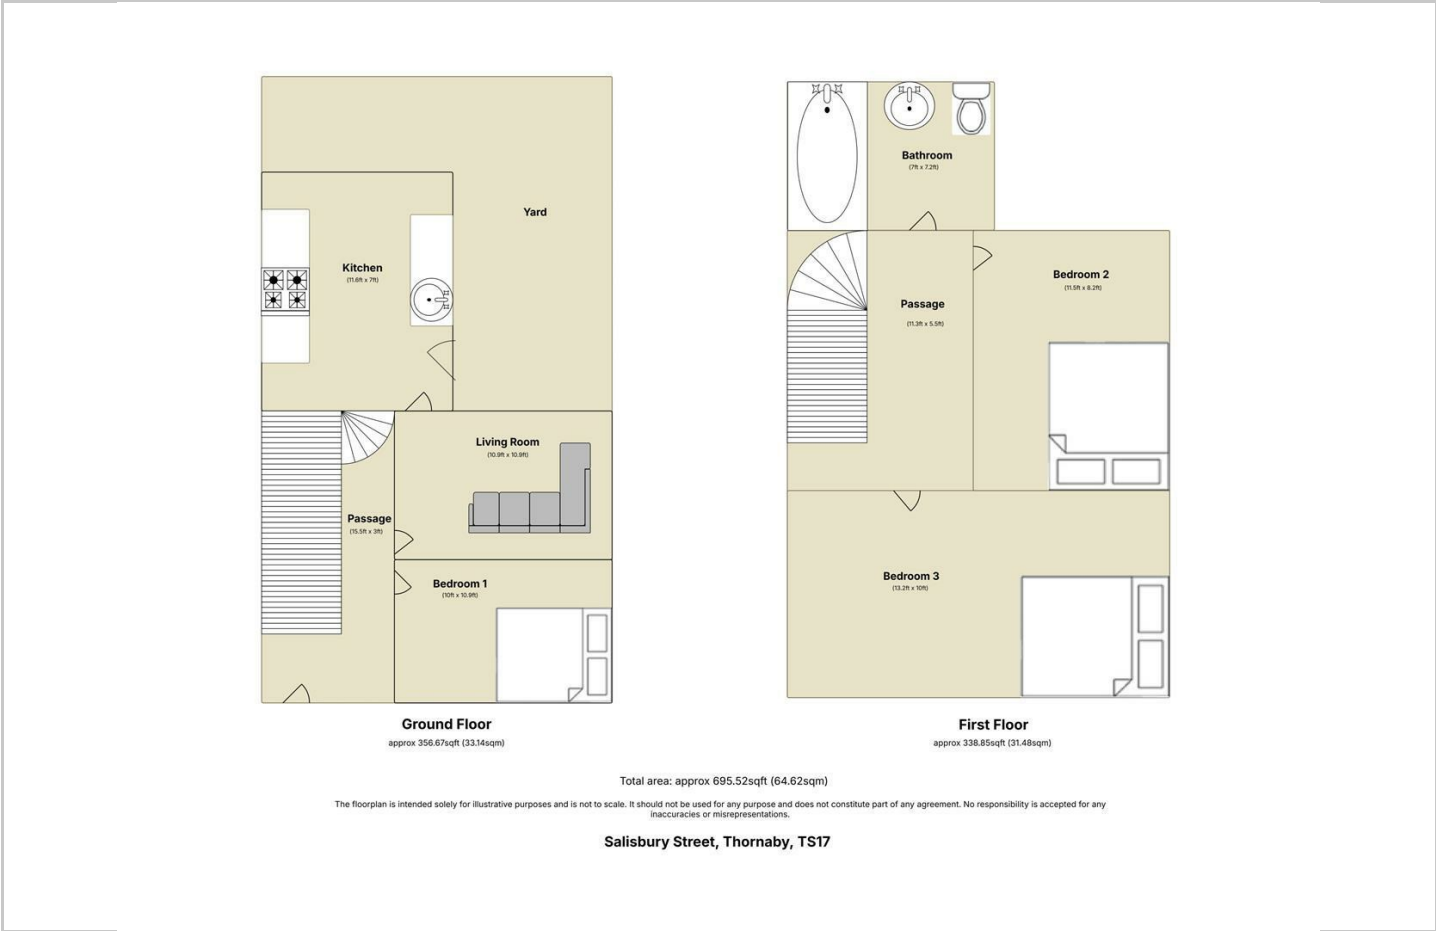 Yard
Kitchen
(11.6ft x 7ft)
Living Room
(10.9ft x 10.9ft)
Passage
(15.5ft x 3ft)
Bedroom 1
(10ft x 10.9ft)
Ground Floor
approx 356.67sqft (33.14sqm)
Bathroom
(7ft x 7.2ft)
Bedroom 2
(11.5ft x 8.2ft)
Passage
(11.3ft x 5.5ft)
Bedroom 3
(13.2ft x 10ft)
First Floor
approx 338.85sqft (31.48sqm)
Total area: approx 695.52sqft (64.62sqm)
The floorplan is intended solely for illustrative purposes and is not to scale. It should not be used for any purpose and does not constitute part of any agreement. No responsibility is accepted for any
inaccuracies or misrepresentations.
Salisbury Street, Thornaby, TS17